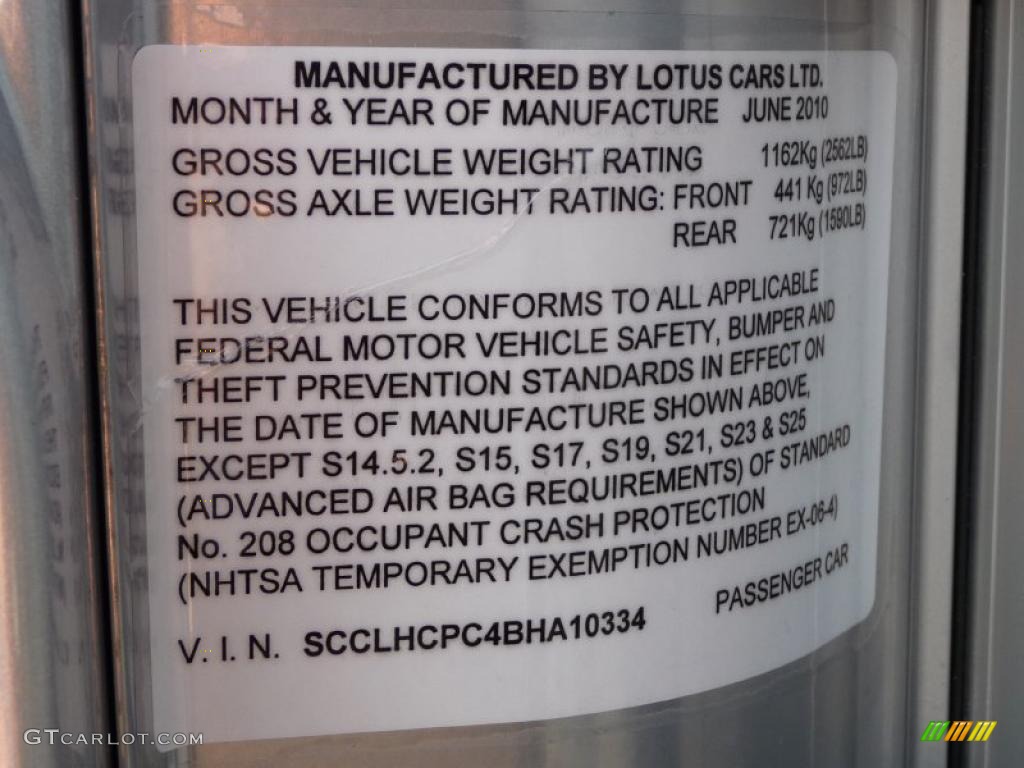 MANUFACTURED BY LOTUS CARS LTD.
MONTH & YEAR OF MANUFACTURE JUNE 2010
GROSS VEHICLE WEIGHT RATING 1162Kg (2562LB)
GROSS AXLE WEIGHT RATING: FRONT 441 Kg (972LB)
REAR 721Kg (1590LB)
THIS VEHICLE CONFORMS TO ALL APPLICABLE
FEDERAL MOTOR VEHICLE SAFETY, BUMPER AND
THEFT PREVENTION STANDARDS IN EFFECT ON
THE DATE OF MANUFACTURE SHOWN ABOVE,
EXCEPT S14.5.2, S15, S17, S19, S21, S23 & S25
(ADVANCED AIR BAG REQUIREMENTS) OF STANDARD
No. 208 OCCUPANT CRASH PROTECTION
(NHTSA TEMPORARY EXEMPTION NUMBER EX-06-4)
PASSENGER CAR
V. I. N. SCCLHCPC4BHA10334
GTCARLOT.COM